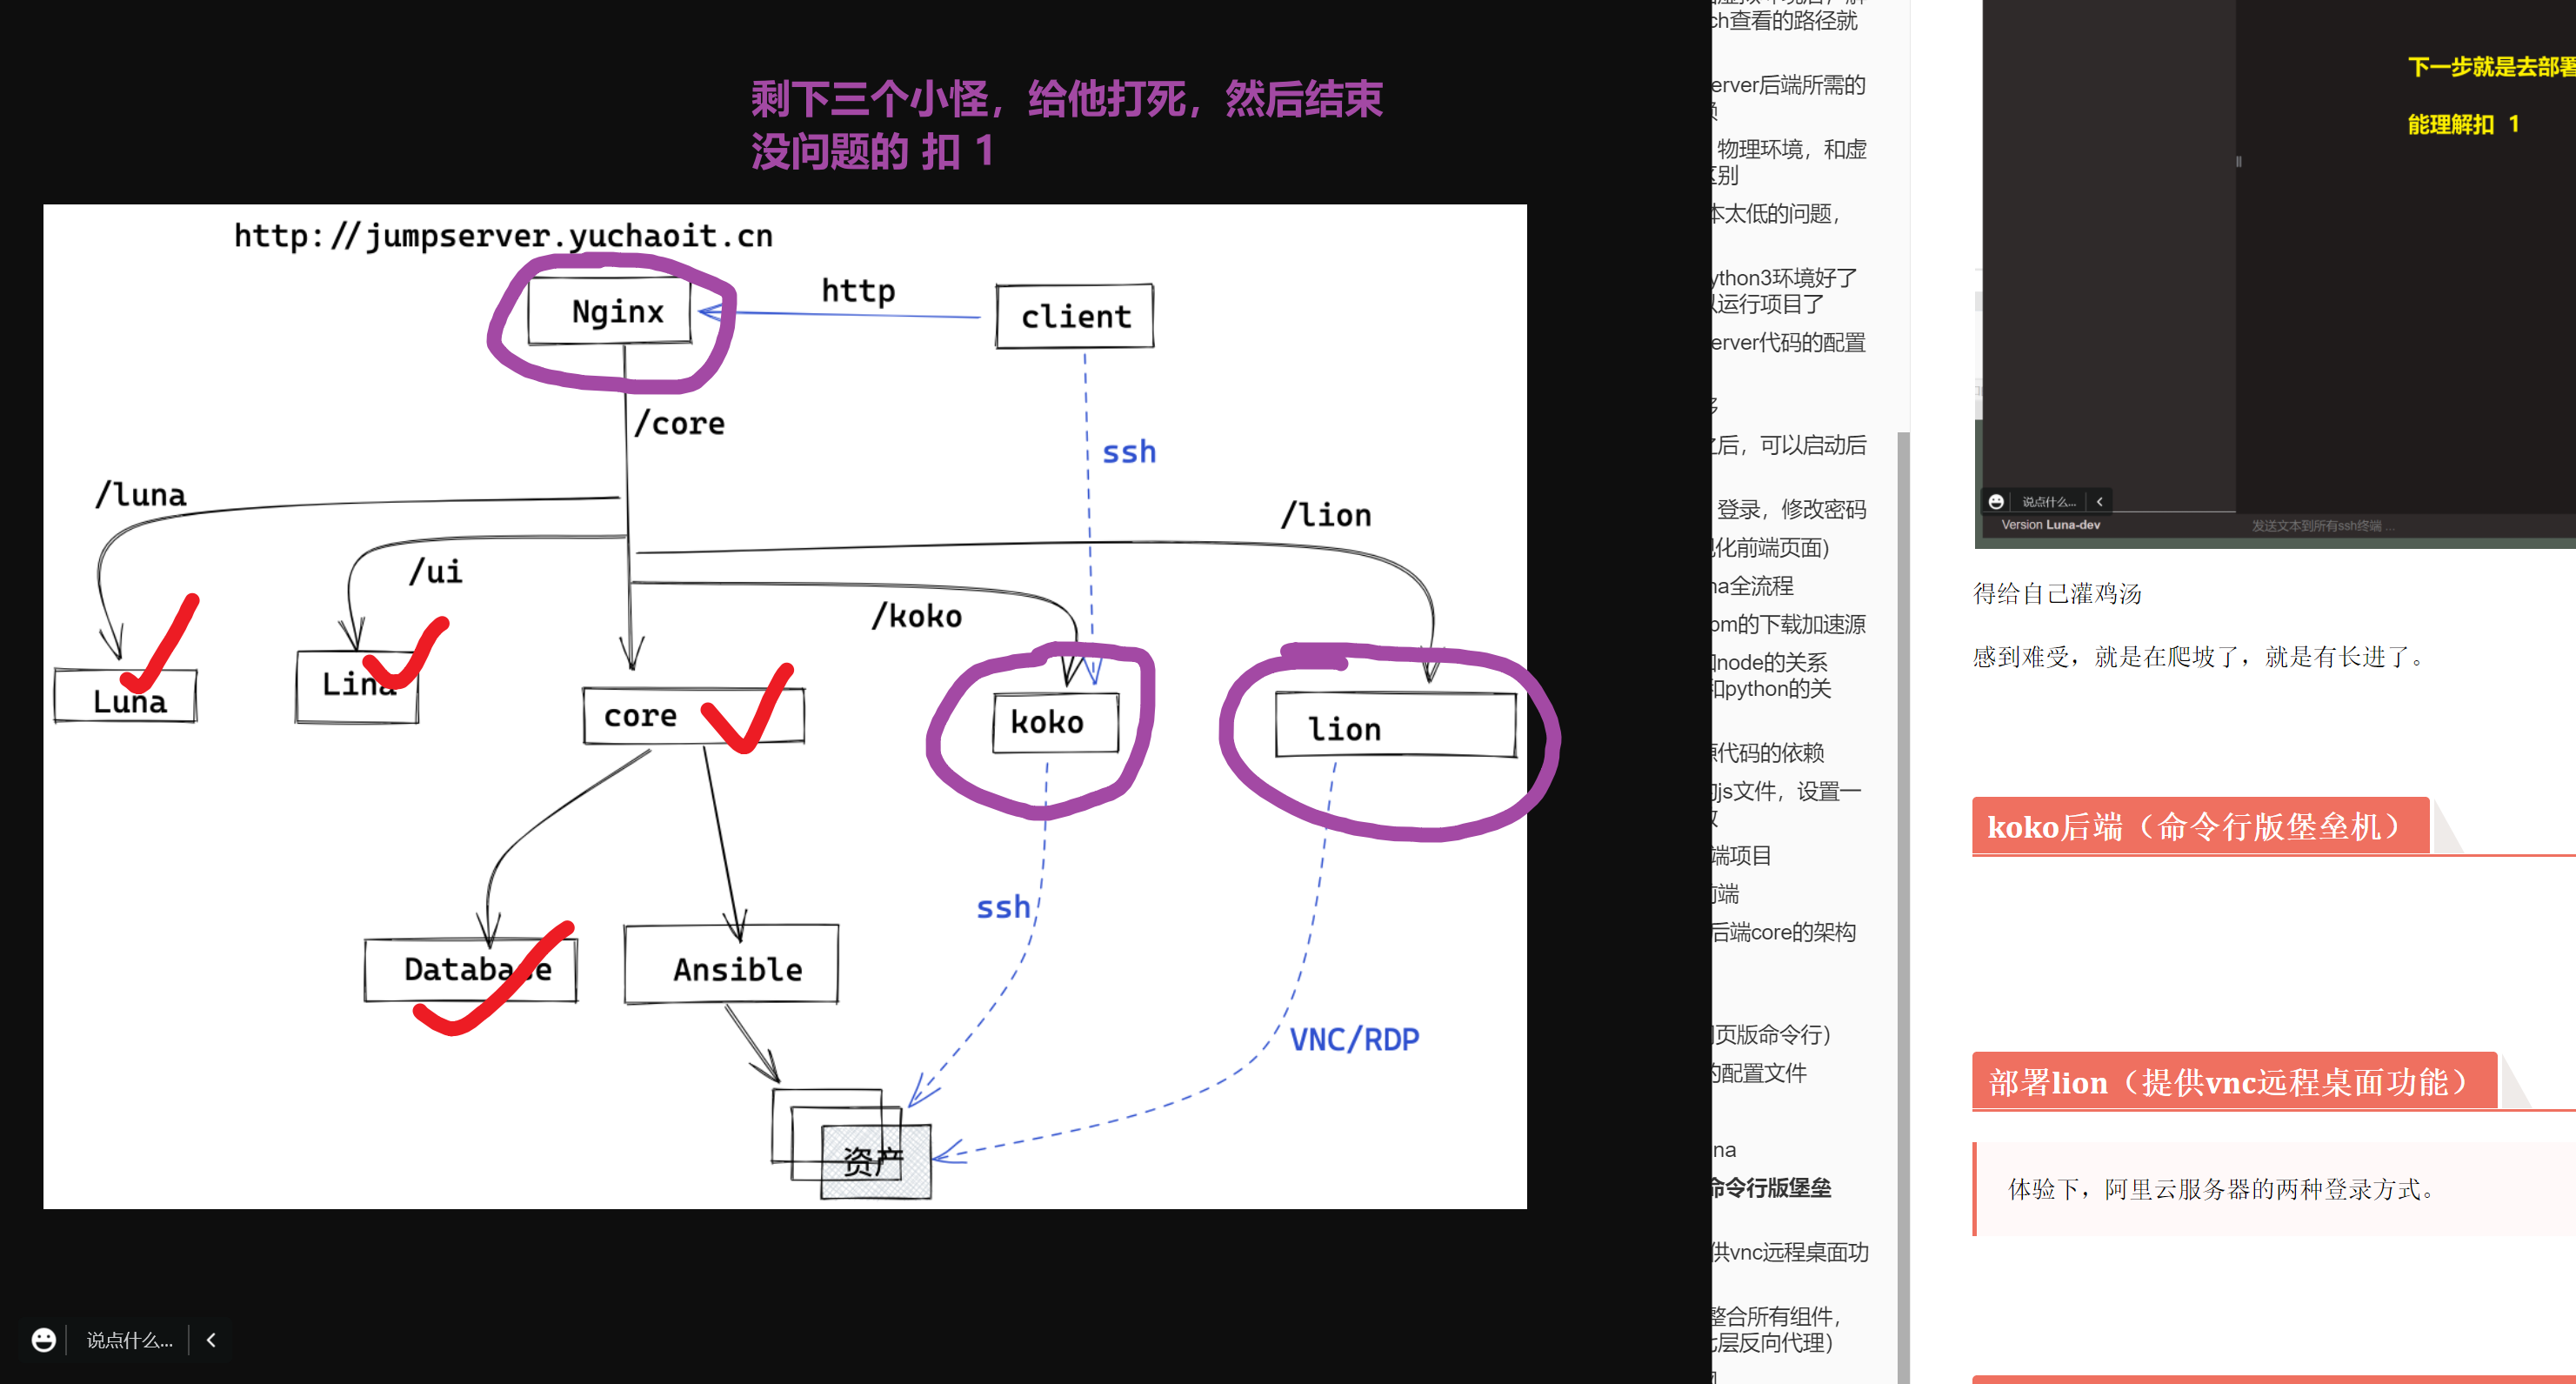 剩下三个小怪，给他打死，然后结束
没问题的 扣 1
http://jumpserver.yuchaoit.cn
Nginx
http
client
/core
ssh
/luna
/lion
/ui
/koko
Luna
Lina
core
koko
lion
ssh
Database
Ansible
VNC/RDP
资产
说点什么...
ch查看的路径就
erver后端所需的
物理环境，和虚
区别
本太低的问题，
ython3环境好了
以运行项目了
erver代码的配置
之后，可以启动后
登录，修改密码
化前端页面)
na全流程
pm的下载加速源
和node的关系
和python的关
源代码的依赖
的js文件，设置一
端项目
前端
后端core的架构
页版命令行）
的配置文件
una
命令行版堡垒
供vnc远程桌面功
整合所有组件，
七层反向代理）
下一步就是去部署
能理解扣 1
说点什么...
Version Luna-dev
发送文本到所有ssh终端 ...
得给自己灌鸡汤
感到难受，就是在爬坡了，就是有长进了。
koko后端（命令行版堡垒机）
部署lion（提供vnc远程桌面功能）
体验下，阿里云服务器的两种登录方式。